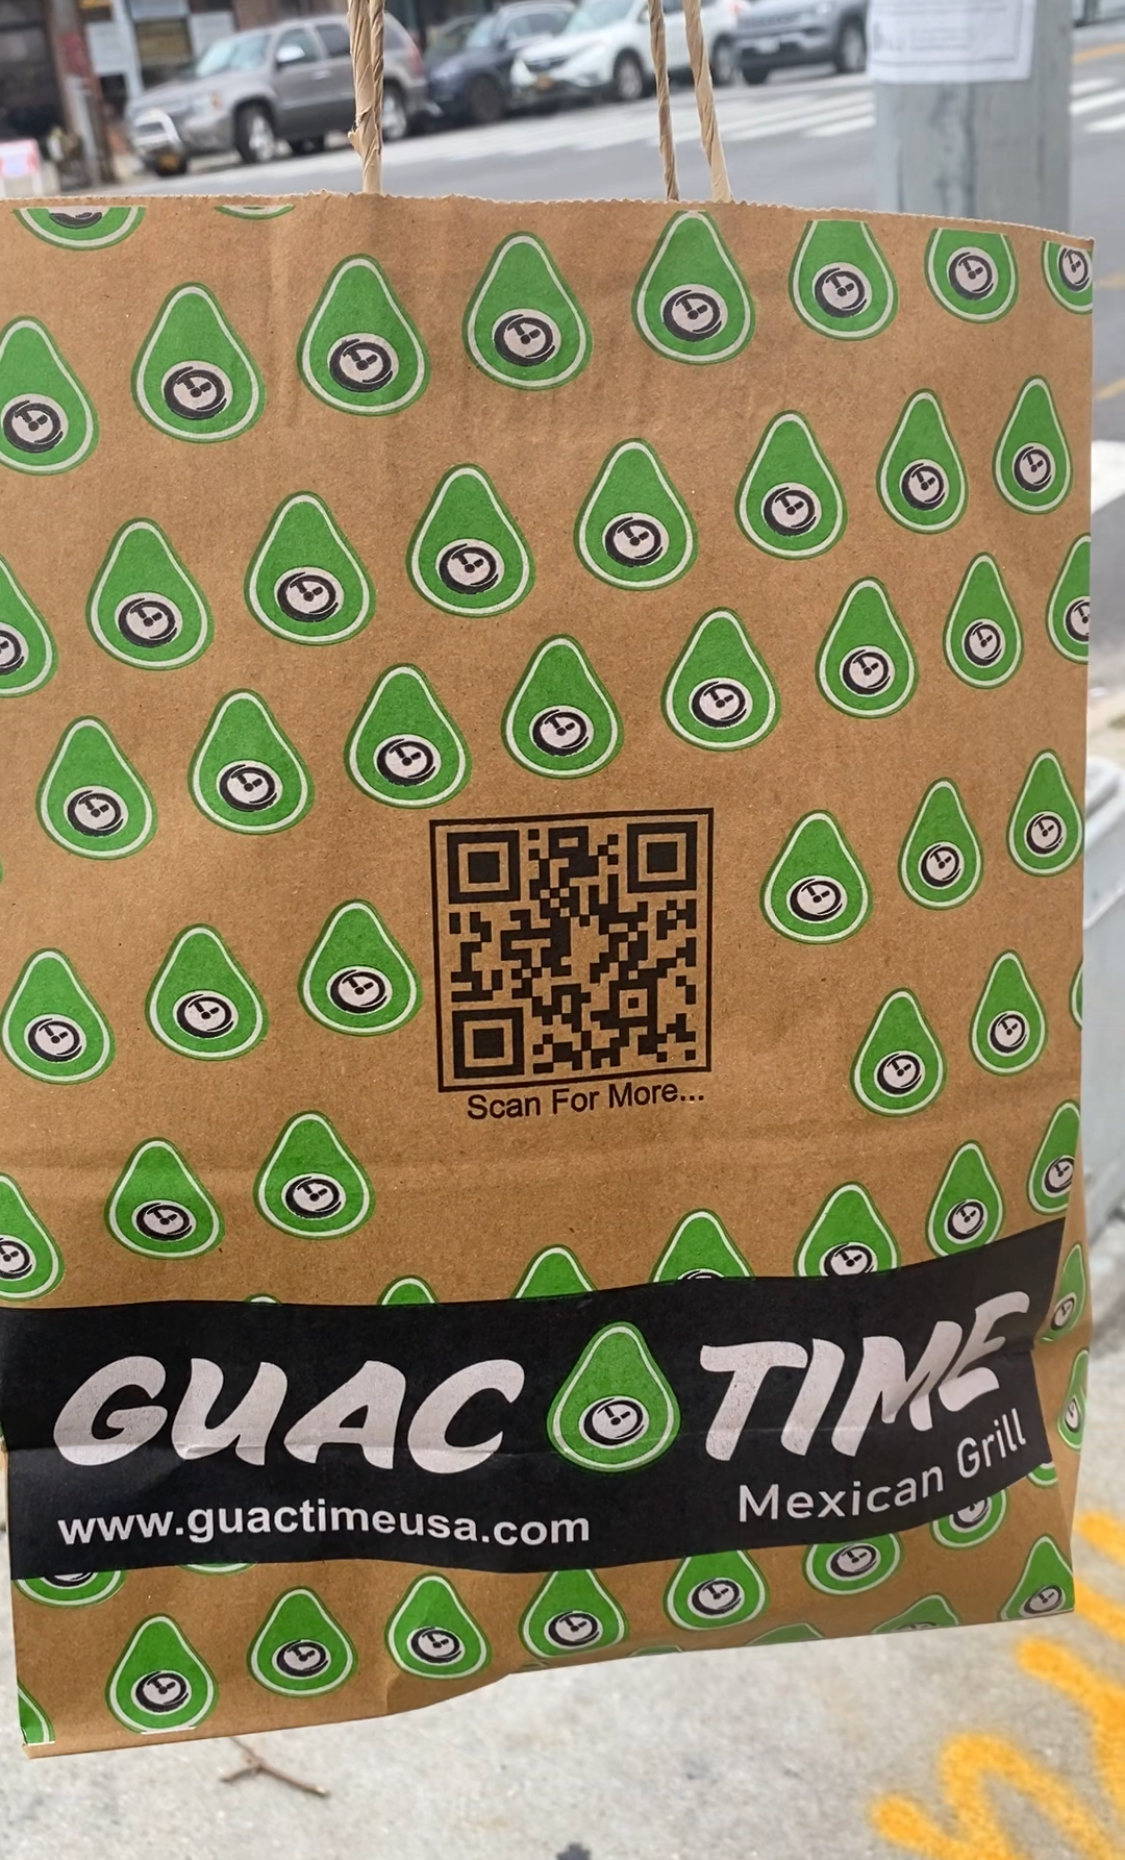 Scan For More...
GUAC TIME
Mexican Grill
www.guactimeusa.com